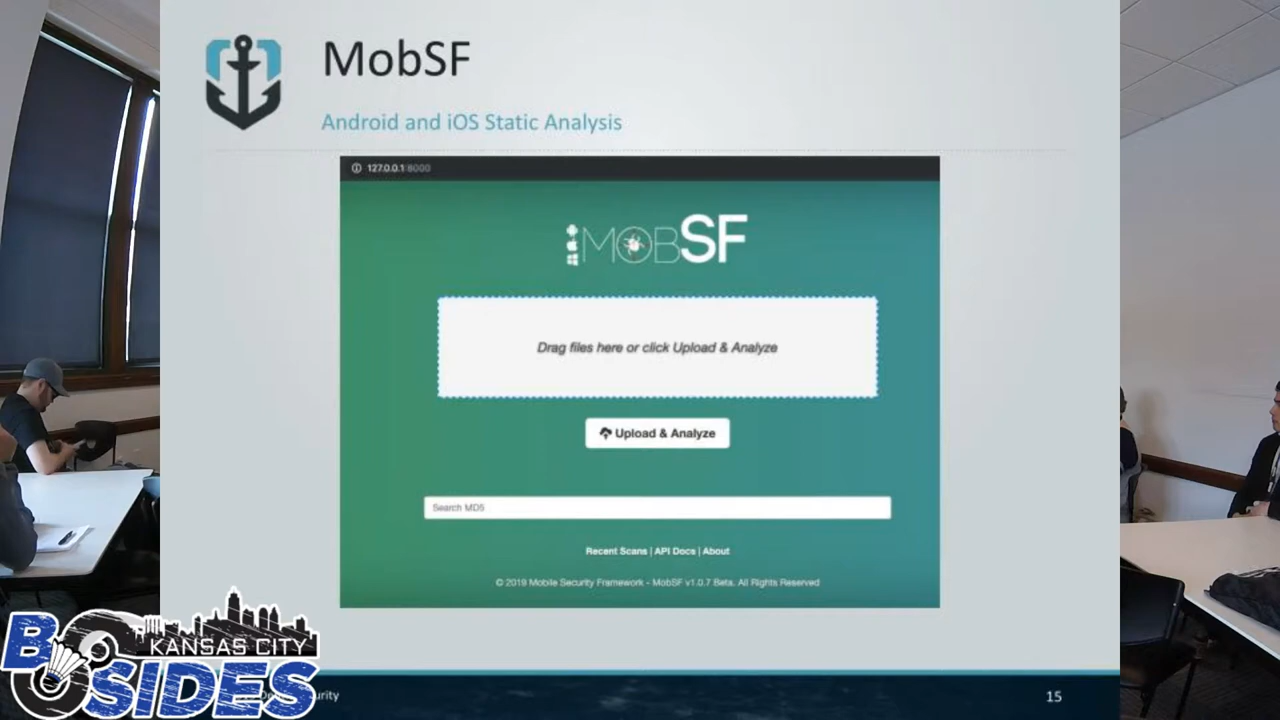 MobSF
Android and iOS Static Analysis
127.0.0.1:8000
MOBSF
Drag files here or click Upload & Analyze
Upload & Analyze
Search MD5
Recent Scans | API Docs | About
© 2019 Mobile Security Framework - MobSF v1.0.7 Beta. All Rights Reserved
KANSAS CITY
BSIDES
15